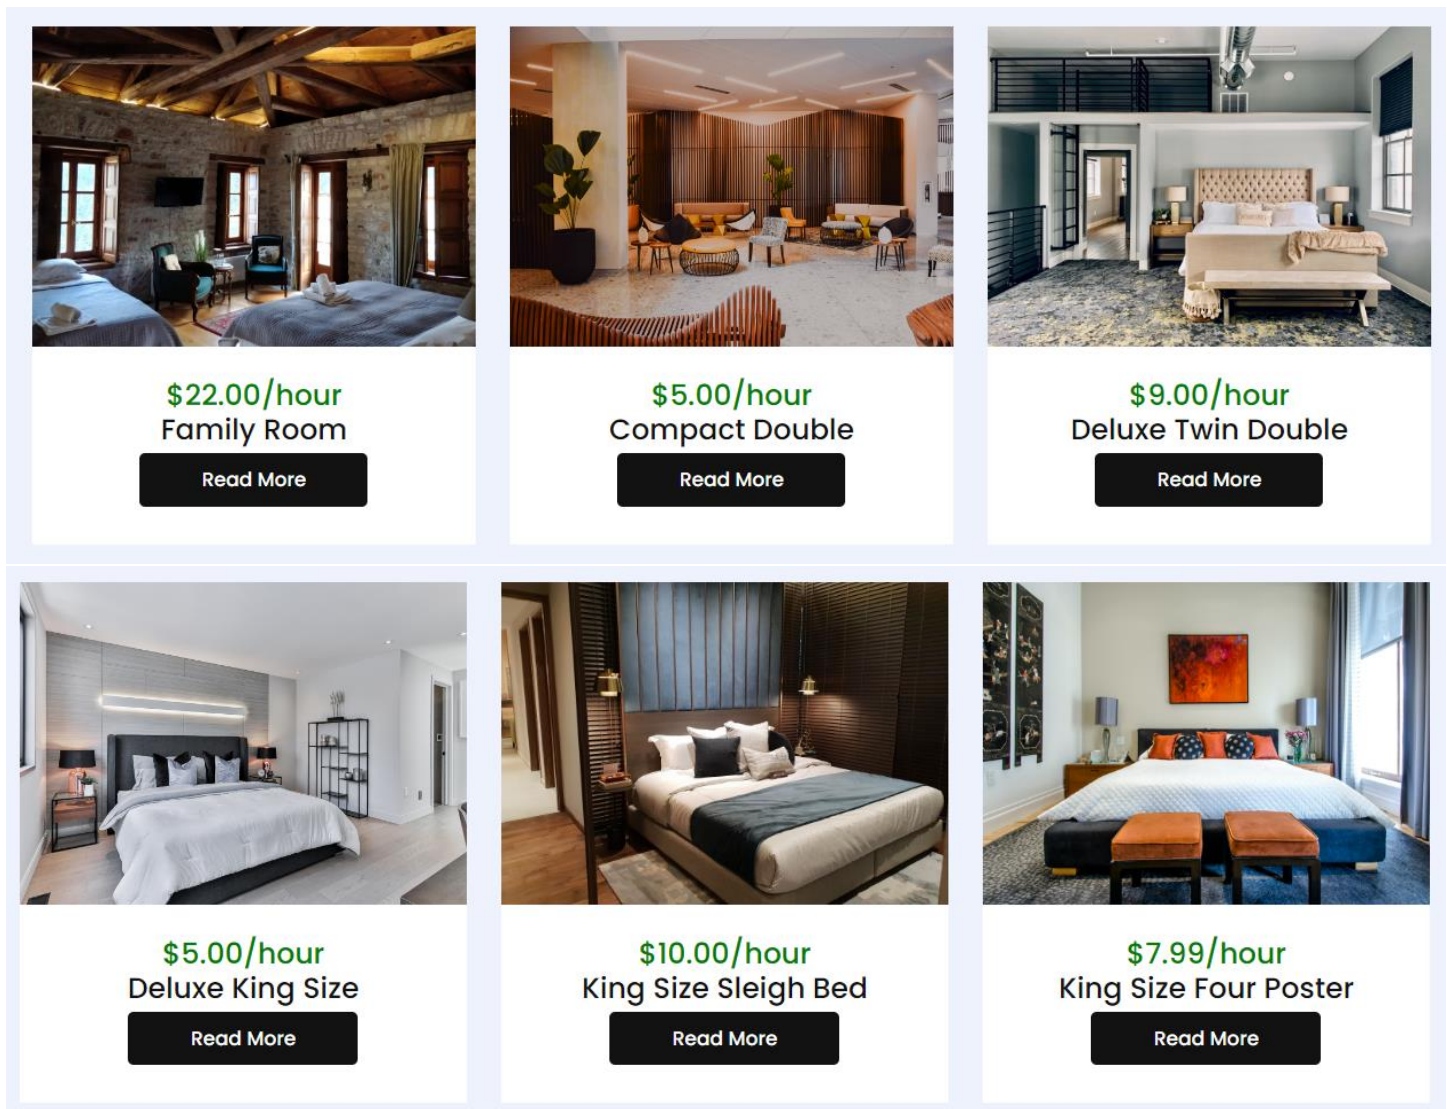 $22.00/hour
Family Room
Read More
$5.00/hour
Compact Double
Read More
$9.00/hour
Deluxe Twin Double
Read More
$5.00/hour
Deluxe King Size
Read More
$10.00/hour
King Size Sleigh Bed
Read More
$7.99/hour
King Size Four Poster
Read More